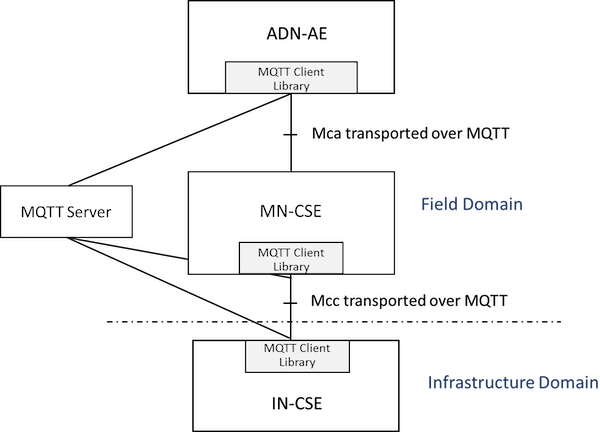 ADN-AE
MQTT Client
Library
Mca transported over MQTT
MQTT Server
MN-CSE
Field Domain
MQTT Client
Library
Mcc transported over MQTT
MQTT Client
Library
Infrastructure Domain
IN-CSE